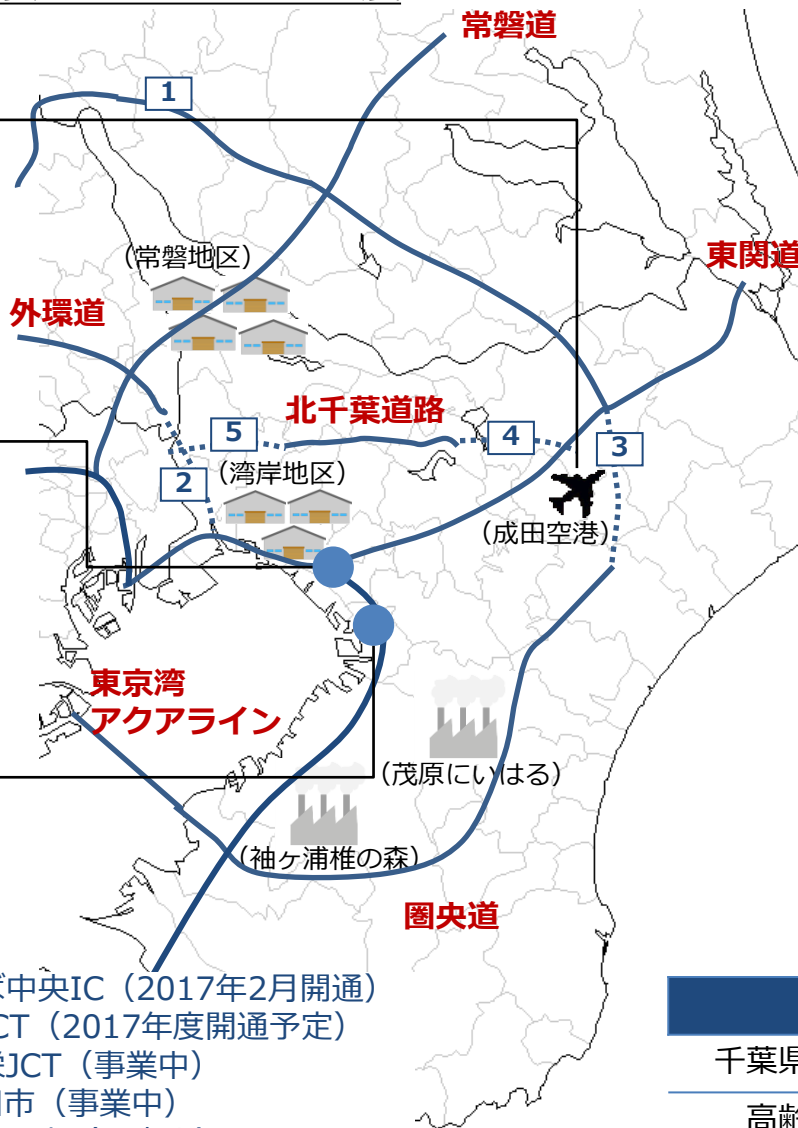 常磐道
1
（常磐地区）
東関道
外環道
北千葉道路
5
4
3
2
（湾岸地区）
（成田空港）
東京湾
アクアライン
（茂原にいはる）
（袖ヶ浦椎の森）
圏央道
中央IC（2017年2月開通）
CT（2017年度開通予定）
JCT（事業中）
市（事業中）
千葉県
高齢